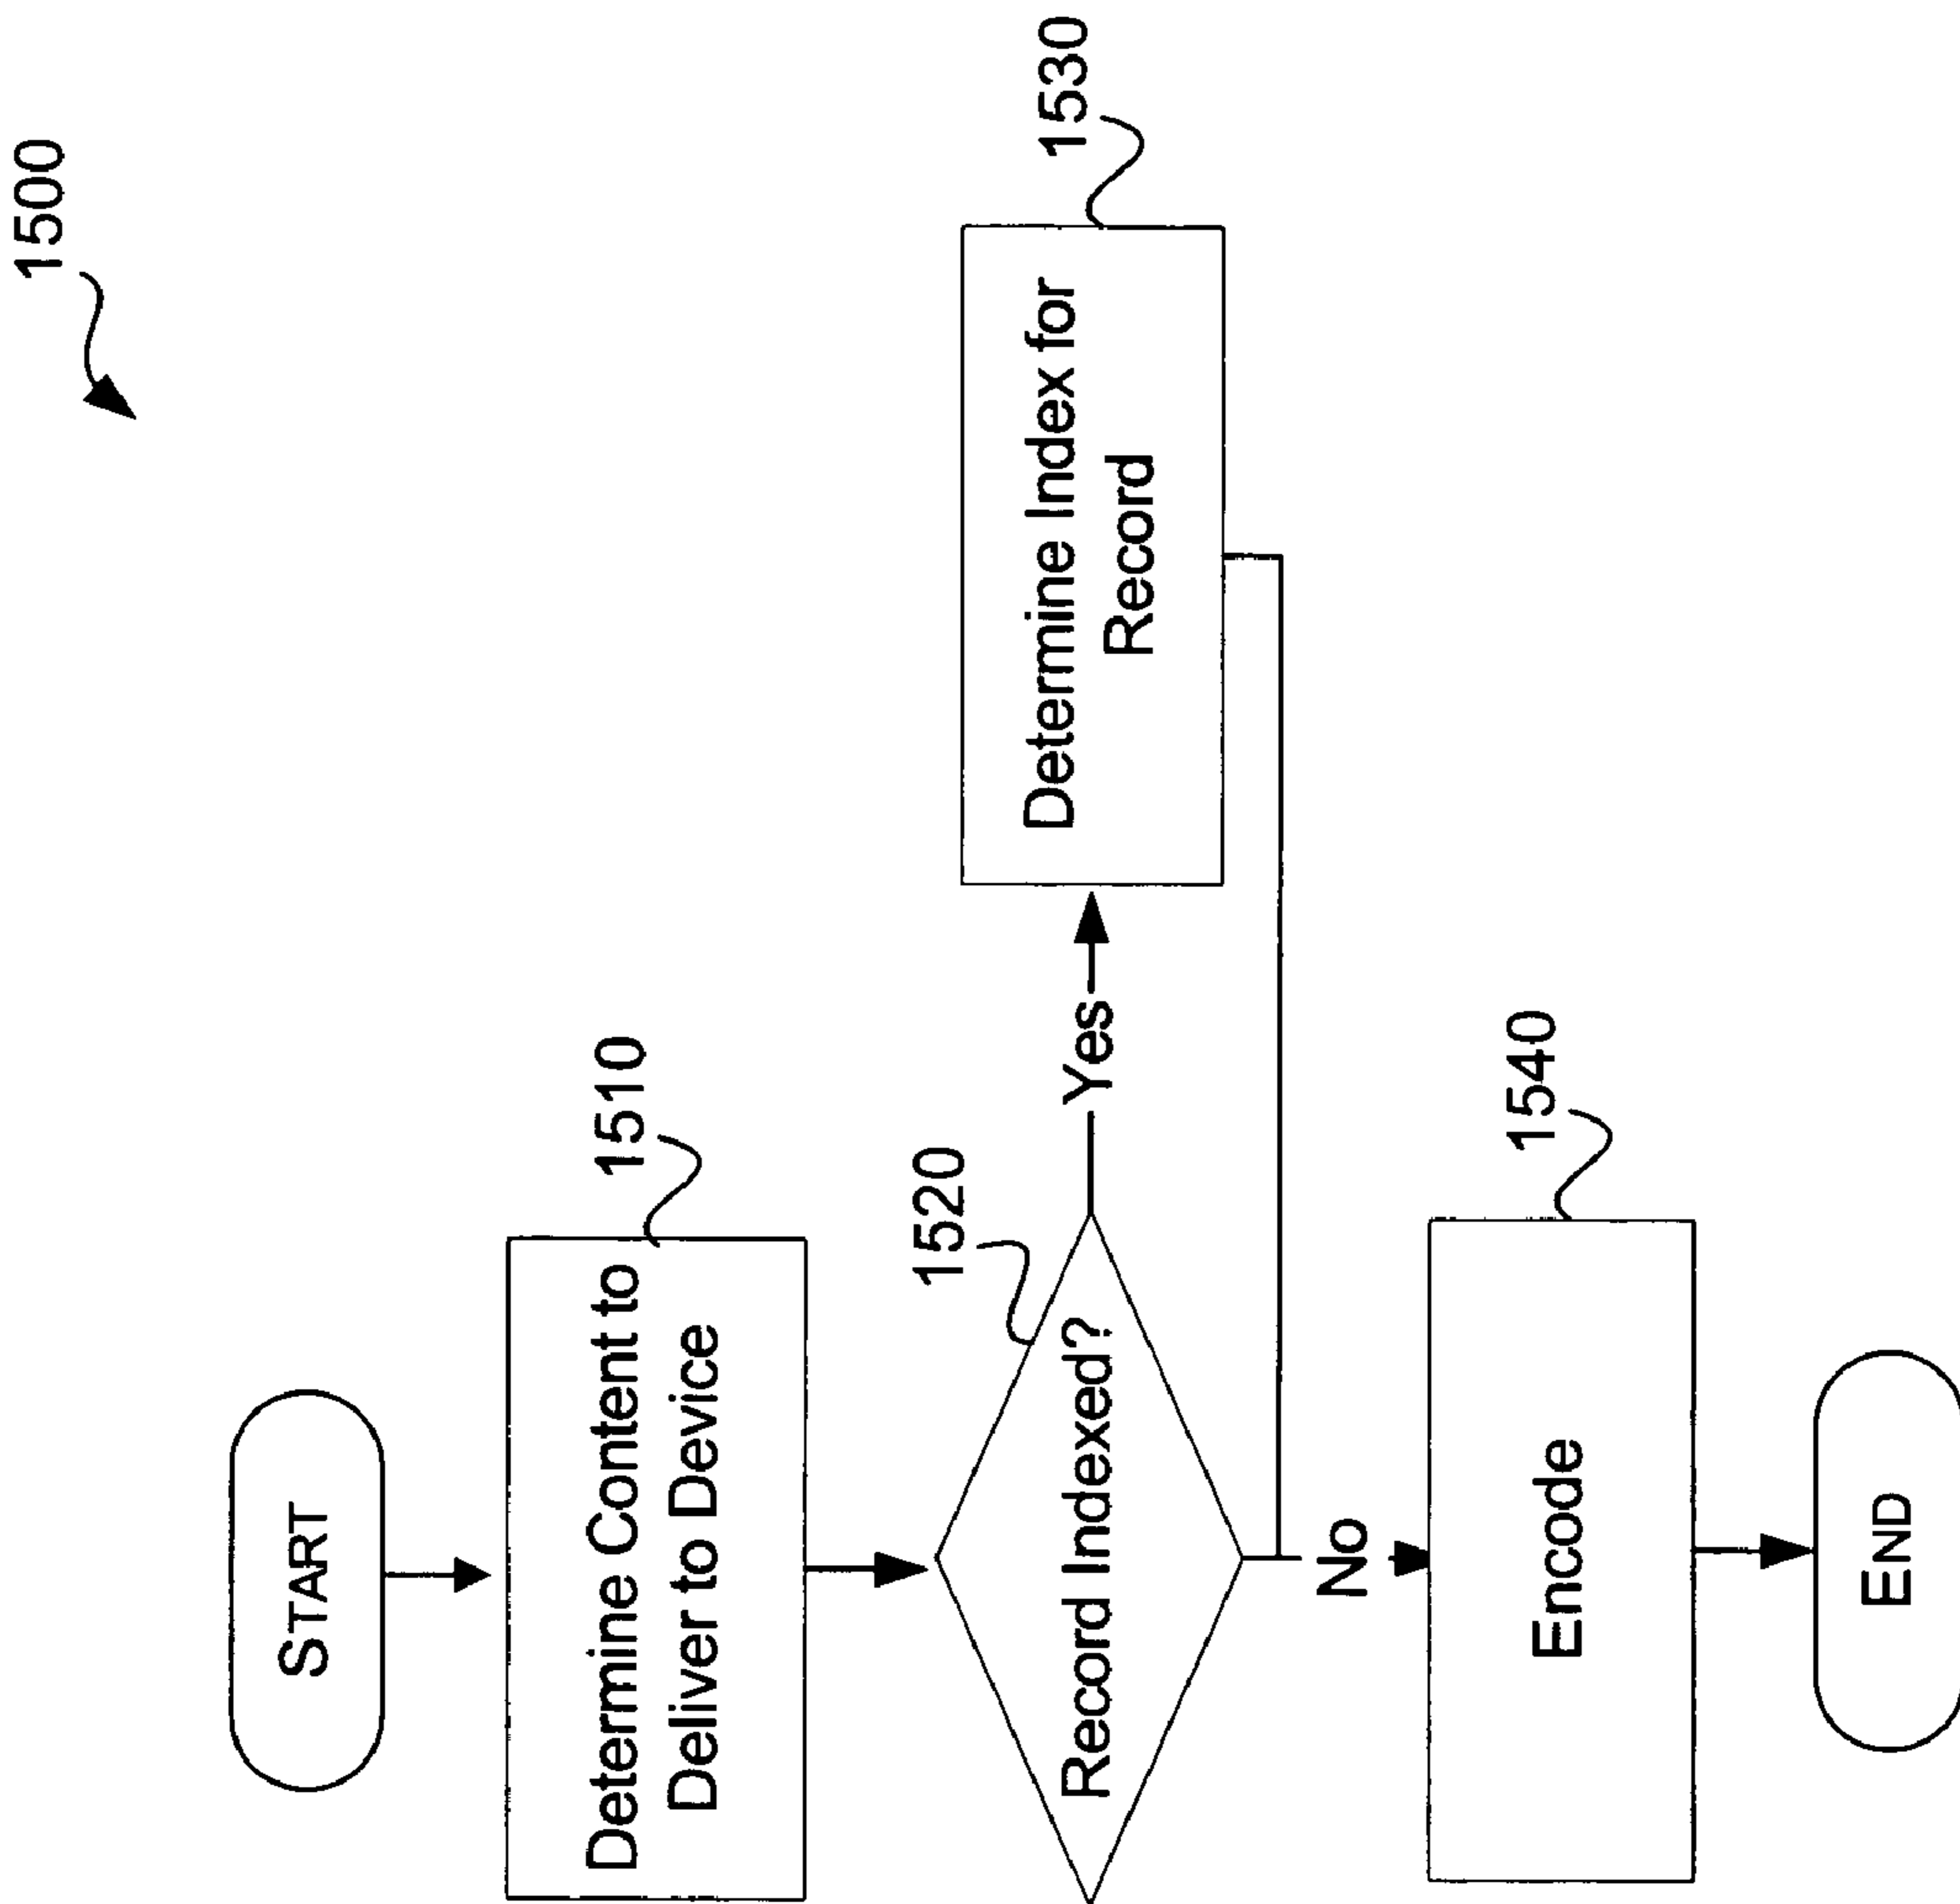 1500
START
Determine Content to
Deliver to Device
1510
Record Indexed?
1520
Yes
Determine Index for
Record
1530
No
Encode
1540
END